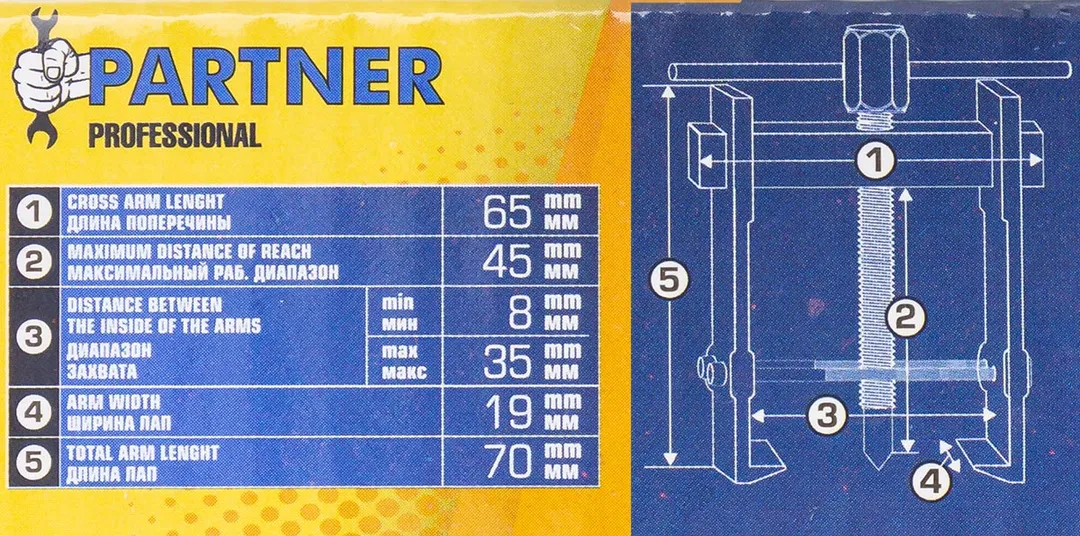 PARTNER
PROFESSIONAL
1 CROSS ARM LENGHT 65 mm
ДЛИНА ПОПЕРЕЧИНЫ мм
2 MAXIMUM DISTANCE OF REACH 45 mm
МАКСИМАЛЬНЫЙ РАБ. ДИАПАЗОН мм
3 DISTANCE BETWEEN min 8 mm
THE INSIDE OF THE ARMS мин мм
ДИАПАЗОН max 35 mm
ЗАХВАТА макс мм
4 ARM WIDTH 19 mm
ШИРИНА ЛАП мм
5 TOTAL ARM LENGHT 70 mm
ДЛИНА ЛАП мм
1
5
2
3
4